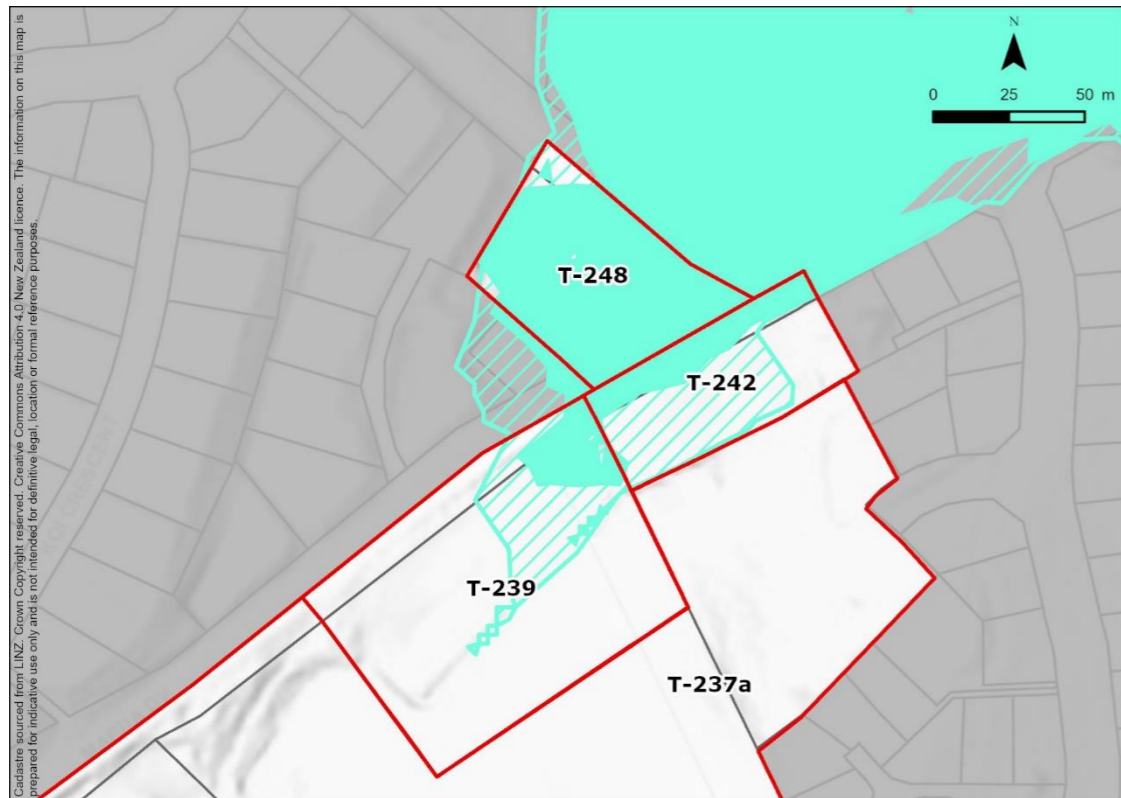 Cadastre sourced from LINZ. Crown Copyright reserved. Creative Commons Attribution 4.0 New Zealand licence. The information on this map is
prepared for indicative use only and is not intended for definitive legal, location or formal reference purposes.
N
0 25 50 m
T-248
T-242
T-239
T-237a
KOI CRESCENT